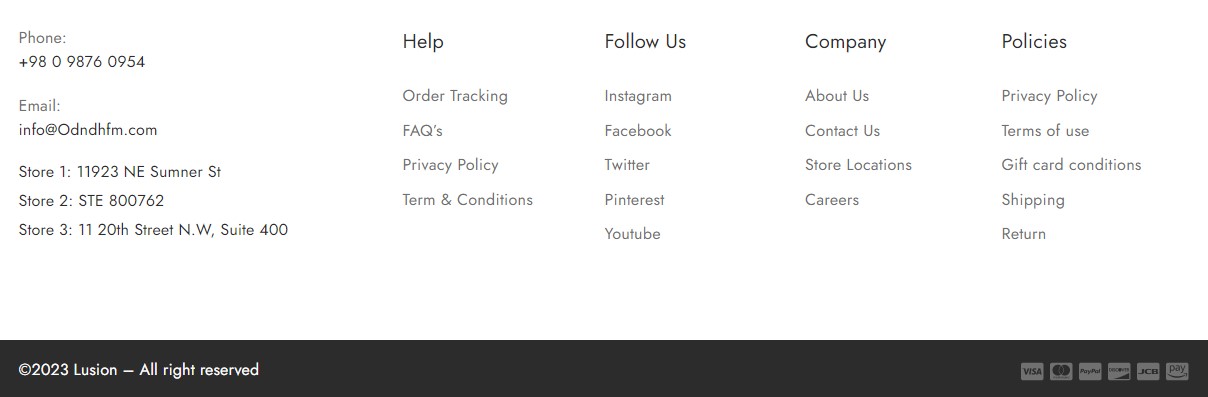 Phone:
+98 0 9876 0954
Email:
info@Odndhfm.com
Store 1: 11923 NE Sumner St
Store 2: STE 800762
Store 3: 11 20th Street N.W, Suite 400
Help
Order Tracking
FAQ’s
Privacy Policy
Term & Conditions
Follow Us
Instagram
Facebook
Twitter
Pinterest
Youtube
Company
About Us
Contact Us
Store Locations
Careers
Policies
Privacy Policy
Terms of use
Gift card conditions
Shipping
Return
©2023 Lusion – All right reserved
VISA
PayPal
DISCOVER
JCB
pay